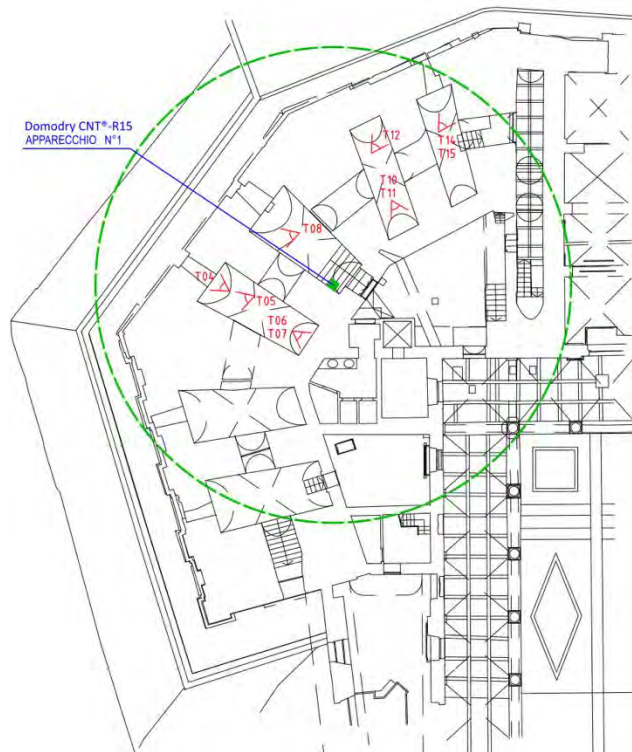 Domodry CNT®-R15
APPARECCHIO N°1
T12
T14
T15
T10
T11
T08
T04
T05
T06
T07